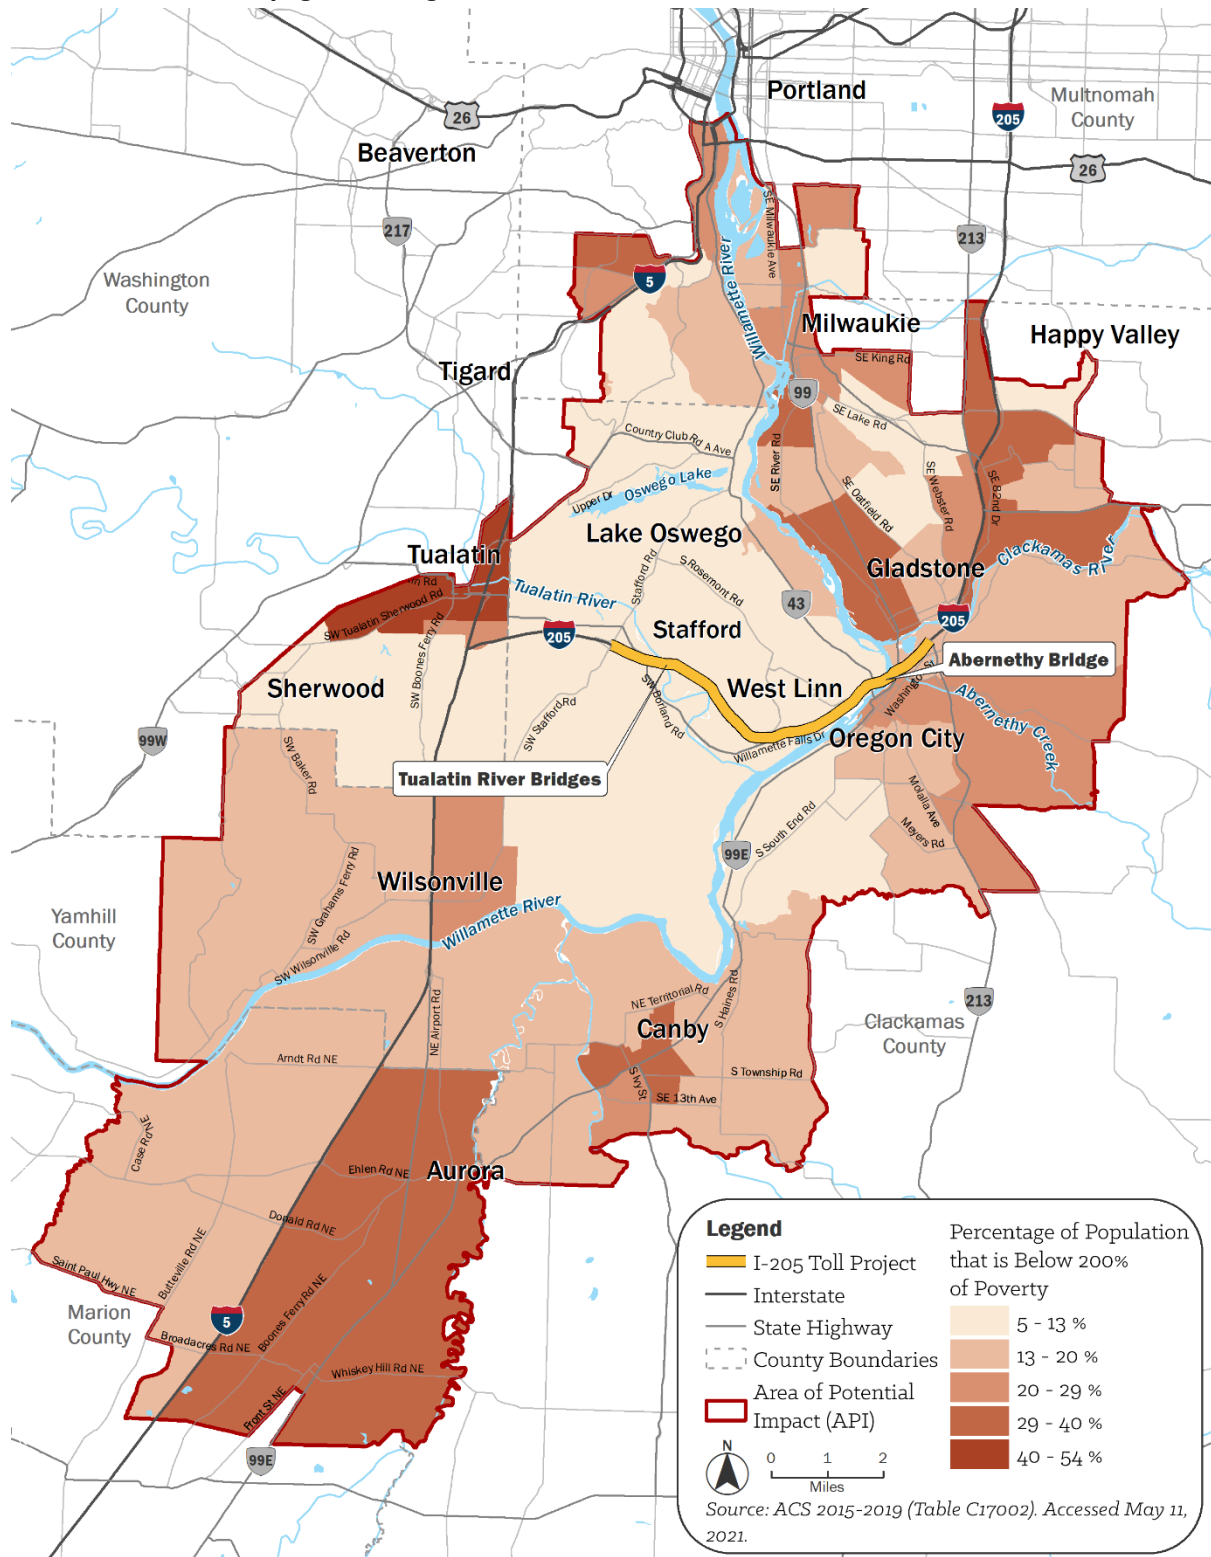 Portland
Multnomah
County
205
26
Beaverton
26
217
213
SE Milwaukie Ave
Washington
County
5
Willamette River
Milwaukie
Happy Valley
SE King Rd
Tigard
99
SE Lake Rd
Country Club Rd
A Ave
SE River Rd
SE Oatfield Rd
SE Webster Rd
SE 82nd Dr
Upper Dr
Oswego Lake
Lake Oswego
Tualatin
Clackamas River
Gladstone
Stafford Rd
S Rosemont Rd
SW Tualatin Sherwood Rd
Tualatin River
43
205
205
SW Boones Ferry Rd
Stafford
Abernethy Bridge
Sherwood
West Linn
Washington St
Abernethy Creek
SW Stafford Rd
SW Borland Rd
99W
Willamette Falls Dr
Oregon City
SW Baker Rd
Tualatin River Bridges
Molalla Ave
Meyers Rd
S South End Rd
99E
Wilsonville
SW Grahams Ferry Rd
Willamette River
Yamhill
County
SW Wilsonville Rd
NE Airport Rd
NE Territorial Rd
S Haines Rd
213
Canby
Clackamas
County
Arndt Rd NE
S Ivy St
S Township Rd
SE 13th Ave
Case Rd NE
Ehlen Rd NE
Aurora
Donald Rd NE
Butteville Rd NE
Saint Paul Hwy NE
Marion
County
5
Boones Ferry Rd NE
Broadacres Rd NE
Whiskey Hill Rd NE
Front St NE
99E
Legend
I-205 Toll Project
Interstate
State Highway
County Boundaries
Area of Potential
Impact (API)
Percentage of Population
that is Below 200%
of Poverty
5 - 13 %
13 - 20 %
20 - 29 %
29 - 40 %
40 - 54 %
N
0 1 2
Miles
Source: ACS 2015-2019 (Table C17002). Accessed May 11,
2021.